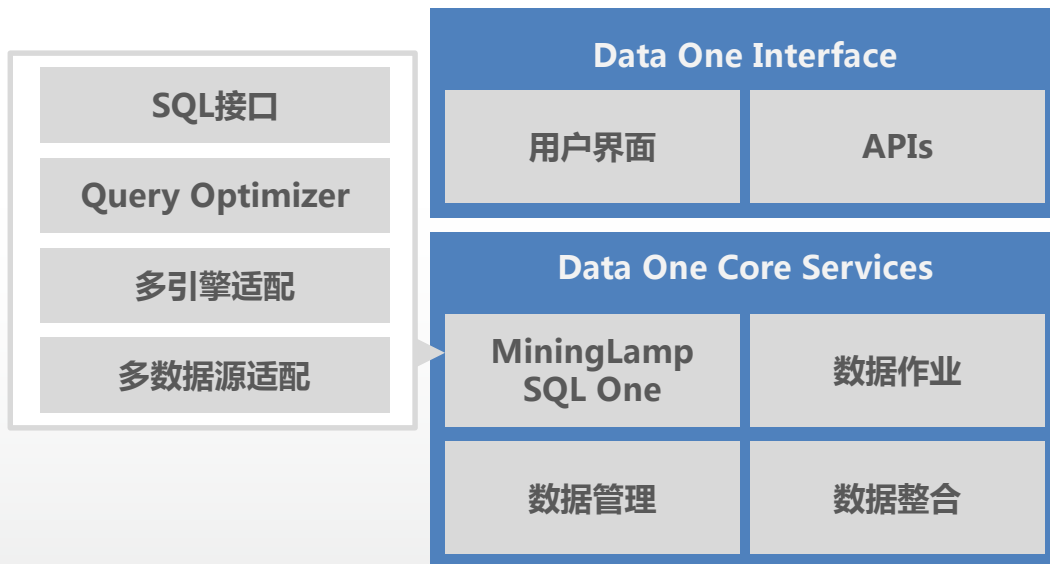 SQL接口
Query Optimizer
多引擎适配
多数据源适配
Data One Interface
用户界面
APIs
Data One Core Services
MiningLamp
SQL One
数据作业
数据管理
数据整合